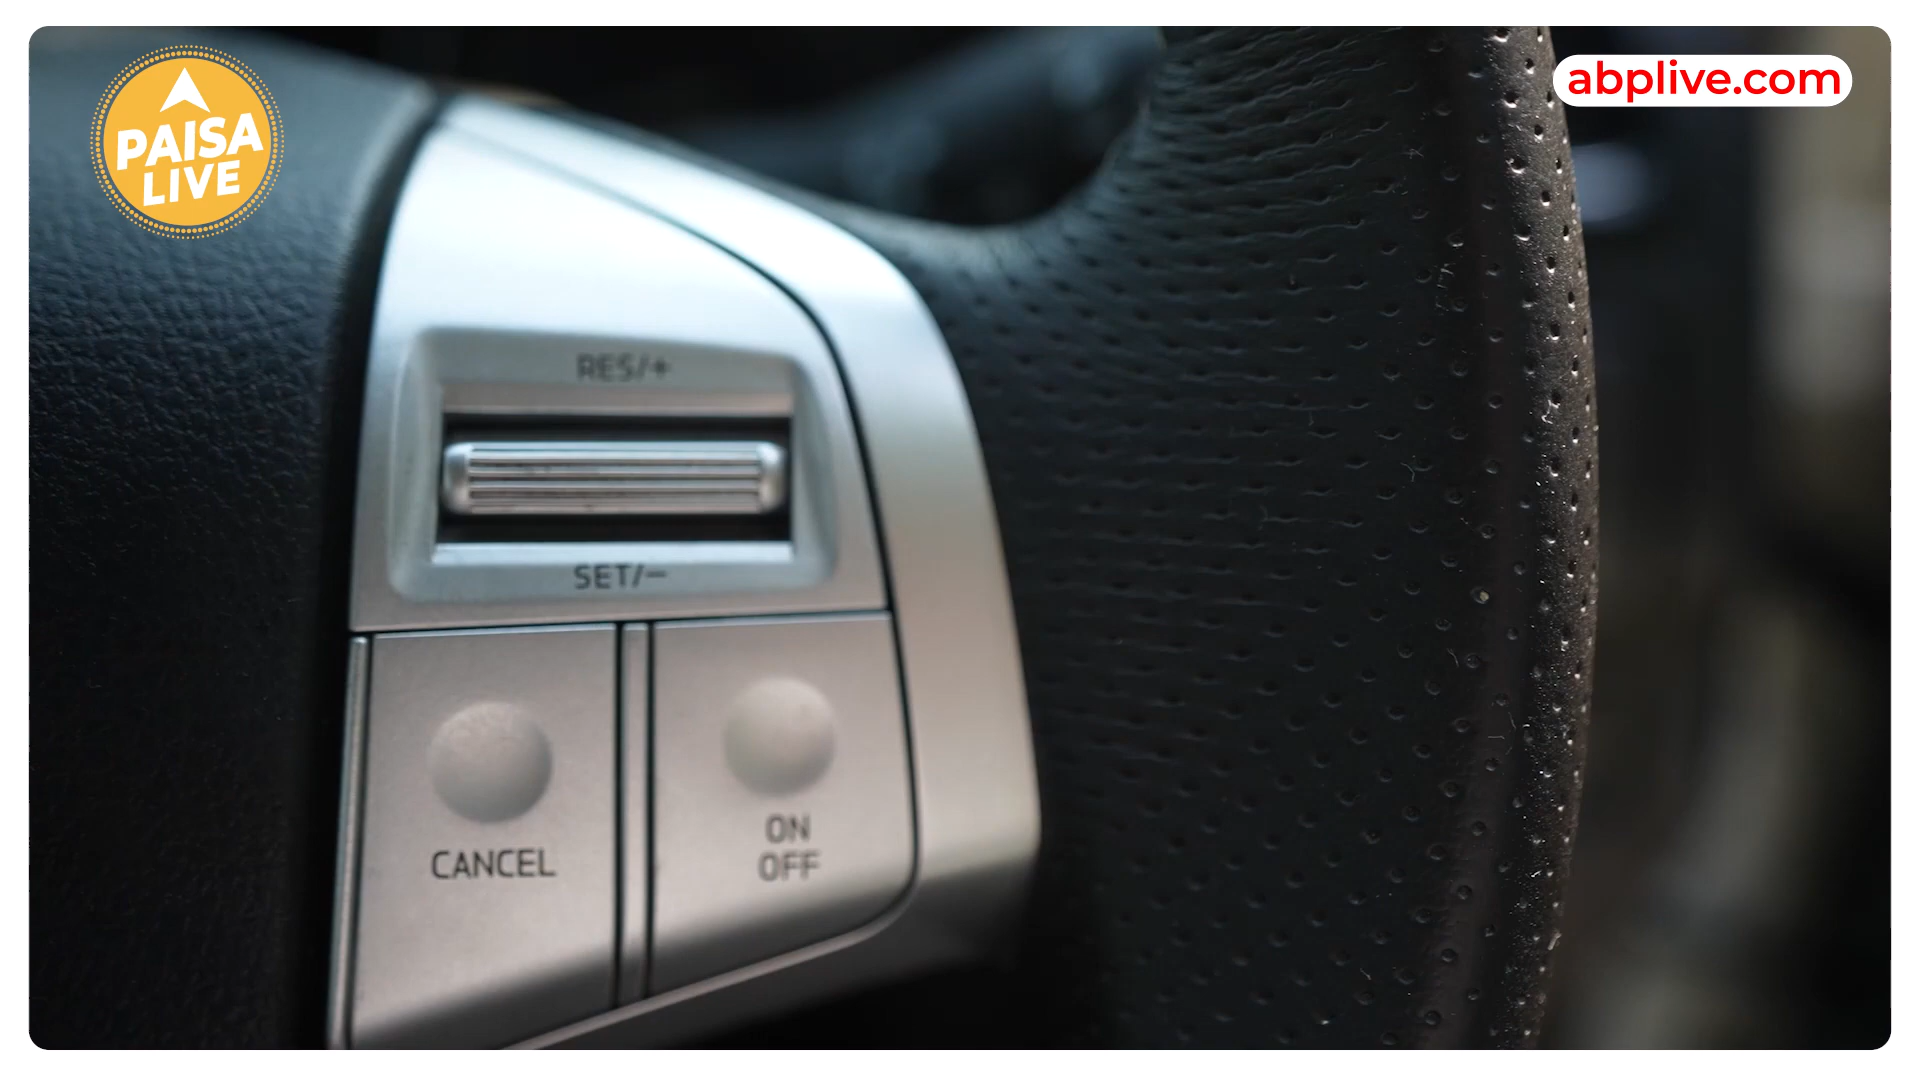 PAISA
LIVE
abplive.com
RES/+
SET/−
CANCEL
ON
OFF